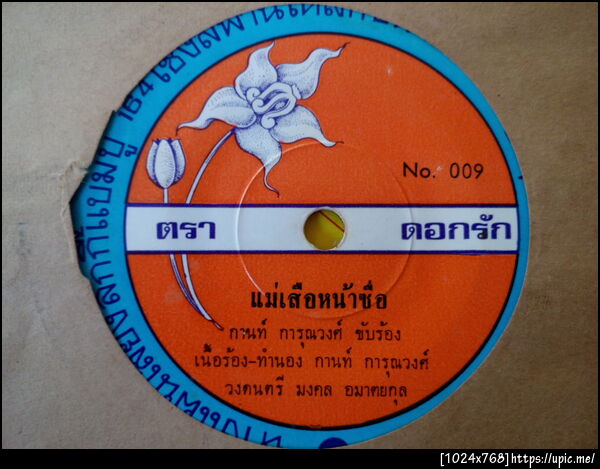 No. 009
ตรา ดอกรัก
แม่เสือหน้าซื่อ
กานท์ การุณวงศ์ ขับร้อง
เนื้อร้อง-ทำนอง กานท์ การุณวงศ์
วงดนตรี มงคล อมาตยกุล
164
[1024x768]https://upic.me/